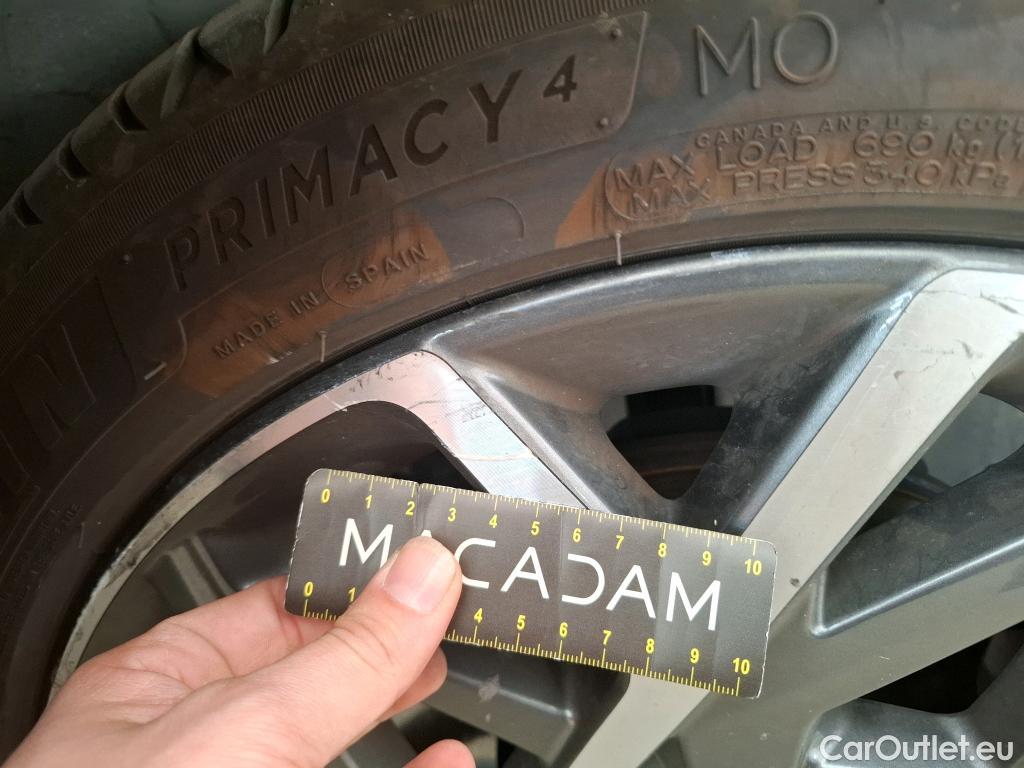 PRIMACY 4
MO
CANADA AND U.S. CODE
MAX LOAD 690 kg (1
MAX PRESS 340 kPa
MADE IN SPAIN
IN
0 1 2 3 4 5 6 7 8 9 10
MACADAM
0 1 4 5 6 7 8 9 10
CarOutlet.eu